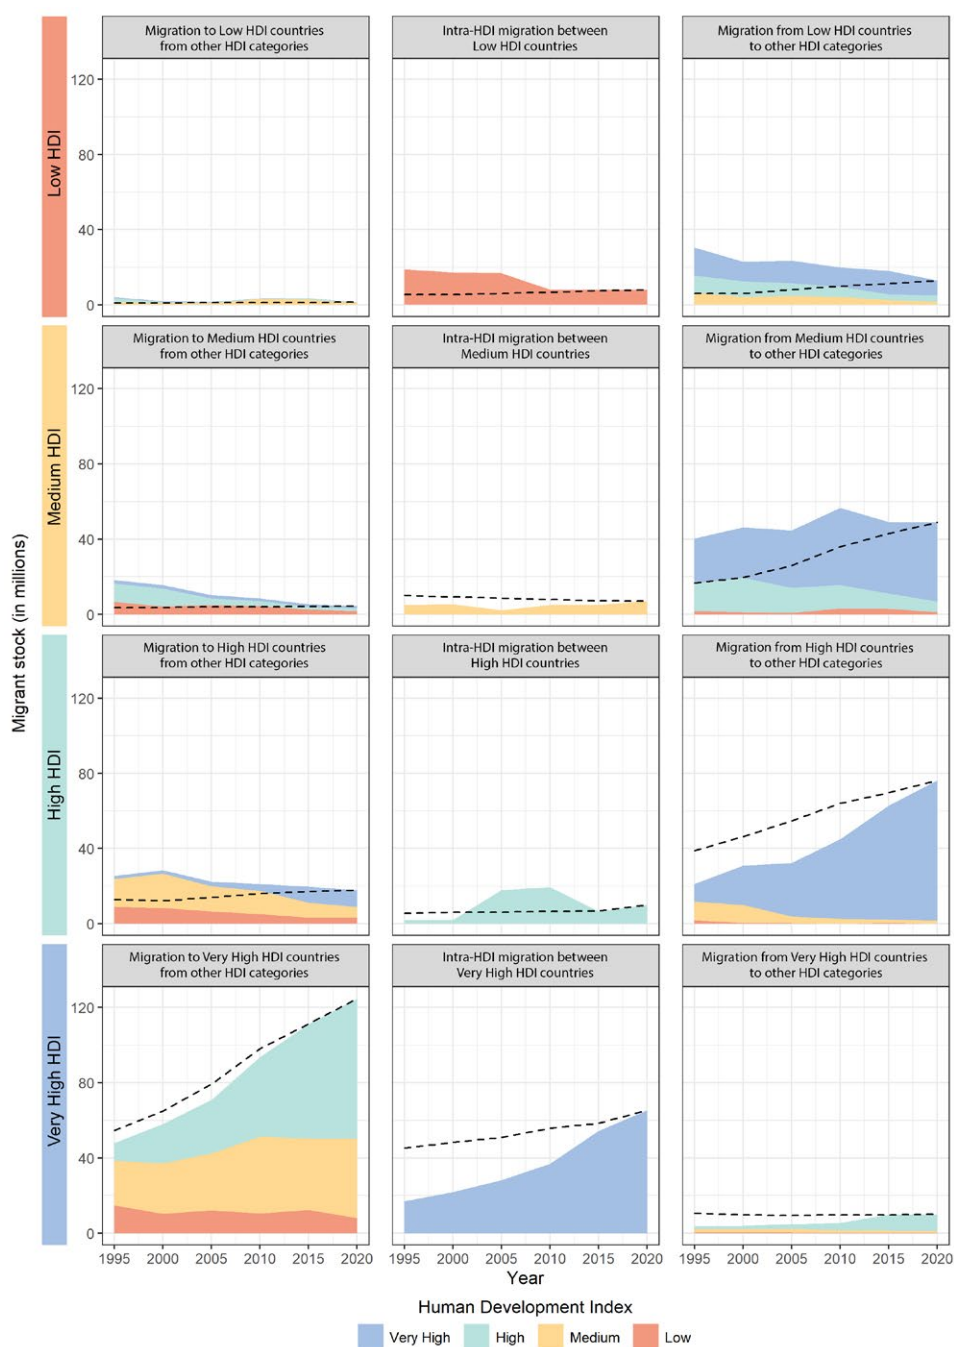 Migration to Low HDI countries
from other HDI categories
Intra-HDI migration between
Low HDI countries
Migration from Low HDI countries
to other HDI categories
Low HDI
120
80
40
0
Migration to Medium HDI countries
from other HDI categories
Intra-HDI migration between
Medium HDI countries
Migration from Medium HDI countries
to other HDI categories
Medium HDI
120
80
40
0
Migrant stock (in millions)
Migration to High HDI countries
from other HDI categories
Intra-HDI migration between
High HDI countries
Migration from High HDI countries
to other HDI categories
High HDI
120
80
40
0
Migration to Very High HDI countries
from other HDI categories
Intra-HDI migration between
Very High HDI countries
Migration from Very High HDI countries
to other HDI categories
Very High HDI
120
80
40
0
1995 2000 2005 2010 2015 2020 1995 2000 2005 2010 2015 2020 1995 2000 2005 2010 2015 2020
Year
Human Development Index
Very High High Medium Low